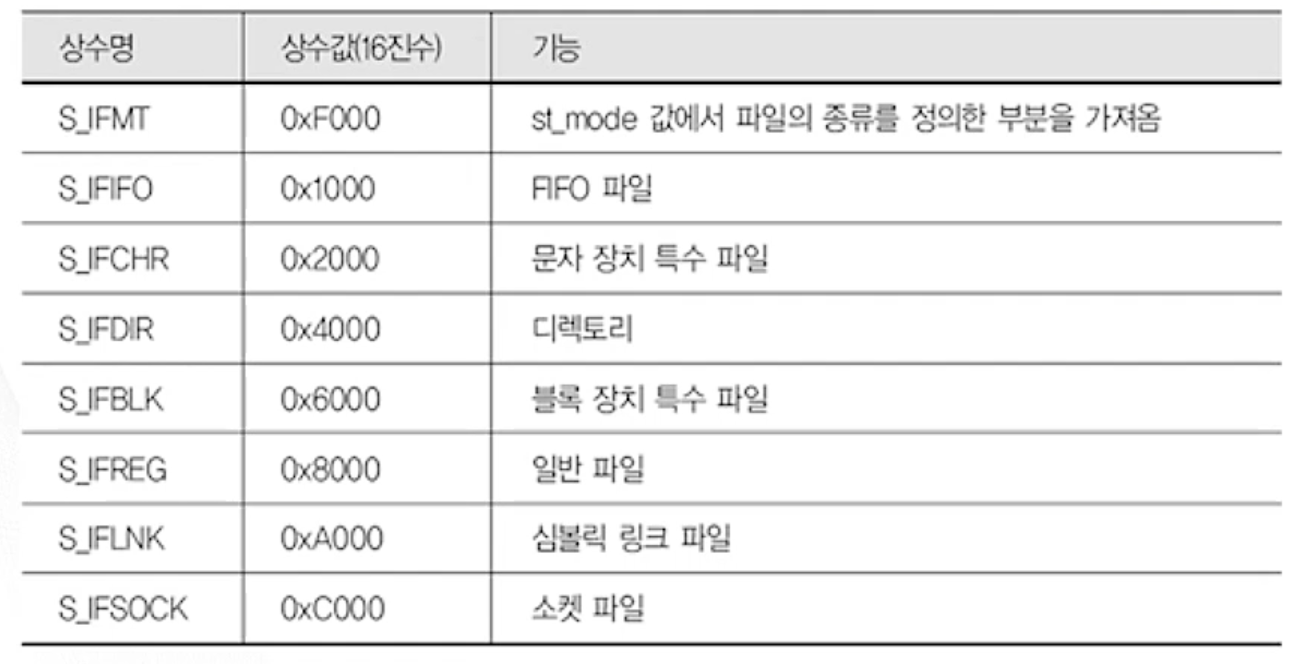 상수명 상수값(16진수) 기능
S_IFMT 0xF000 st_mode 값에서 파일의 종류를 정의한 부분을 가져옴
S_IFIFO 0x1000 FIFO 파일
S_IFCHR 0x2000 문자 장치 특수 파일
S_IFDIR 0x4000 디렉토리
S_IFBLK 0x6000 블록 장치 특수 파일
S_IFREG 0x8000 일반 파일
S_IFLNK 0xA000 심볼릭 링크 파일
S_IFSOCK 0xC000 소켓 파일